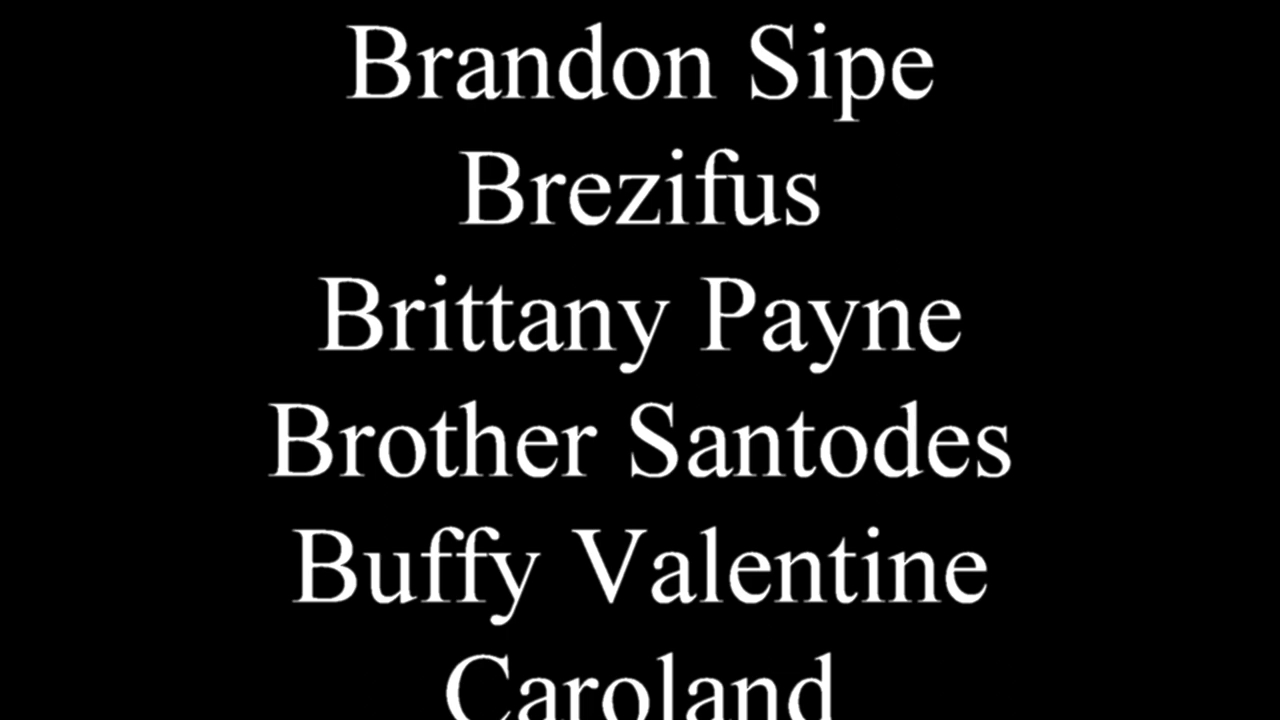 Brandon Sipe
Brezifus
Brittany Payne
Brother Santodes
Buffy Valentine
Caroland